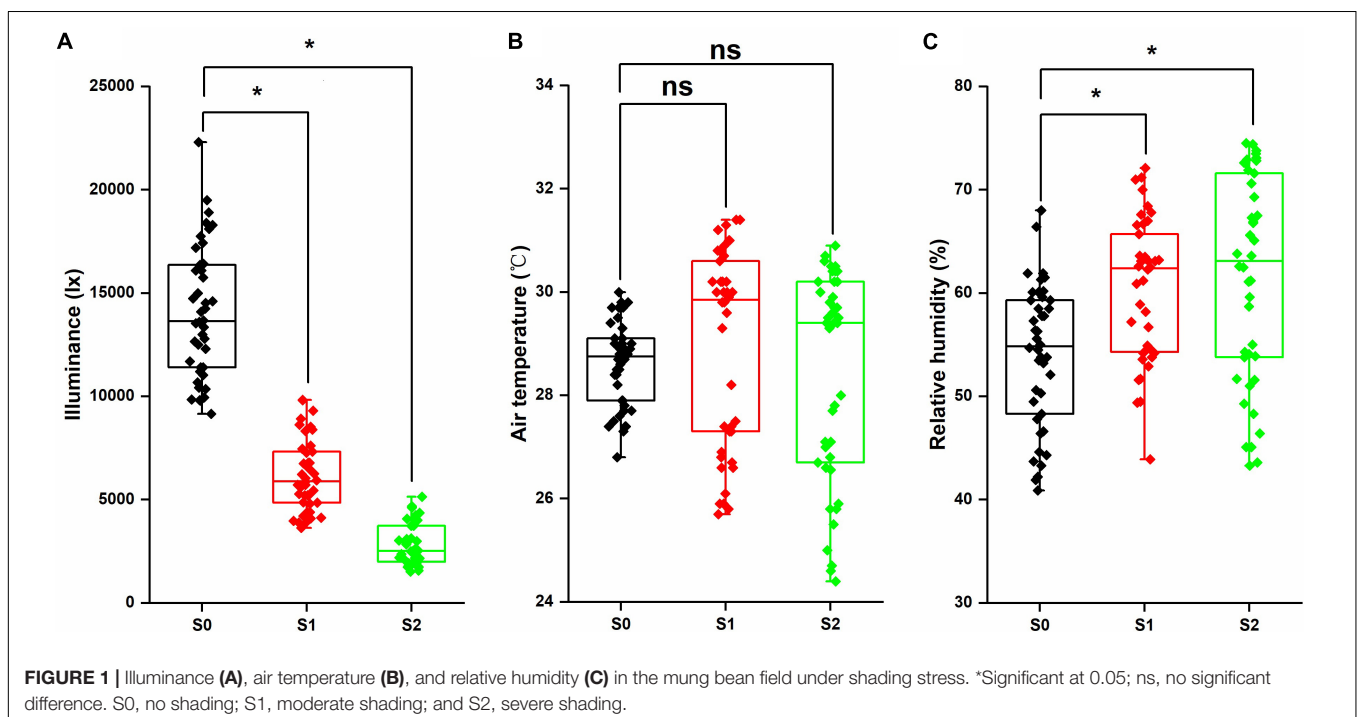 A
B
C
*
*
ns
ns
*
*
Illuminance (lx)
25000
20000
15000
10000
5000
0
S0 S1 S2
Air temperature (℃)
34
32
30
28
26
24
S0 S1 S2
Relative humidity (%)
80
70
60
50
40
30
S0 S1 S2
FIGURE 1 | Illuminance (A), air temperature (B), and relative humidity (C) in the mung bean field under shading stress. *Significant at 0.05; ns, no significant
difference. S0, no shading; S1, moderate shading; and S2, severe shading.